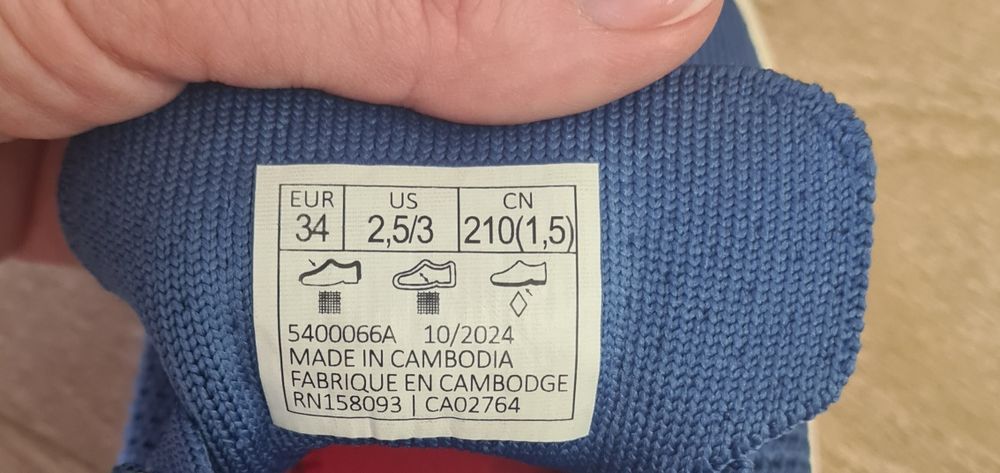 EUR US CN
34 2,5/3 210(1,5)
5400066A 10/2024
MADE IN CAMBODIA
FABRIQUE EN CAMBODGE
RN158093 | CA02764